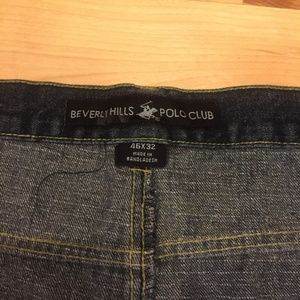 BEVERLY HILLS POLO CLUB
46X32
MADE IN
BANGLADESH